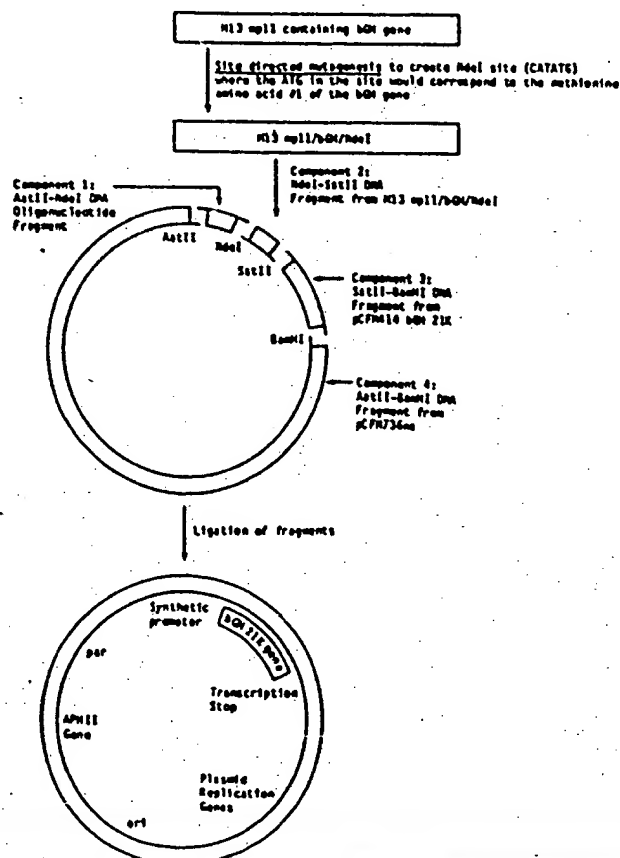 M13 mp11 containing bGH gene
Site directed mutagenesis to create NdeI site (CATATG)
where the ATG in the site would correspond to the methionine
amino acid #1 of the bGH gene
M13 mp11/bGH/NdeI
Component 1:
AatII-NdeI DNA
Oligonucleotide
Fragment
Component 2:
NdeI-SstII DNA
Fragment from M13 mp11/bGH/NdeI
AatII
NdeI
SstII
BamHI
Component 3:
SstII-BamHI DNA
Fragment from
pCFM414 bGH 21K
Component 4:
AatII-BamHI DNA
Fragment from
pCFM736ne
Ligation of fragments
Synthetic
promoter
bGH 21K gene
par
Transcription
Stop
APHII
Gene
Plasmid
Replication
Genes
ori